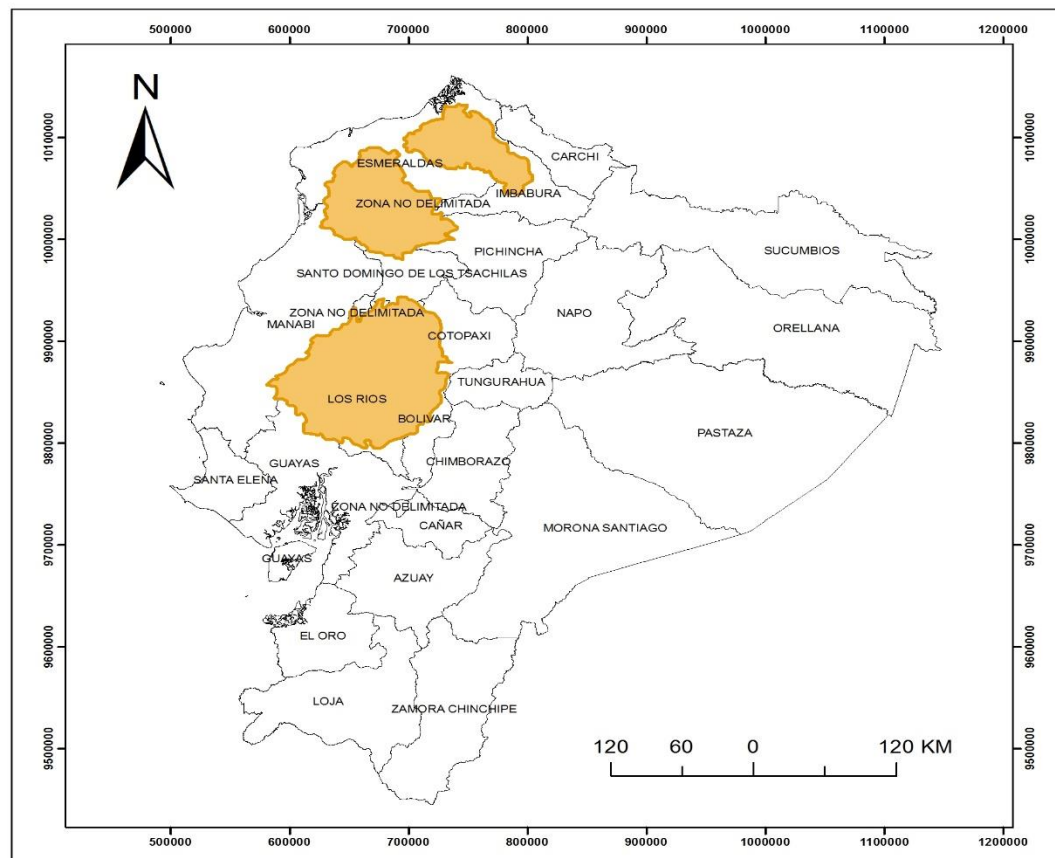 500000 600000 700000 800000 900000 1000000 1100000 1200000
N
10100000 10100000
CARCHI
ESMERALDAS
IMBABURA
ZONA NO DELIMITADA
10000000 10000000
PICHINCHA
SUCUMBIOS
SANTO DOMINGO DE LOS TSACHILAS
ZONA NO DELIMITADA
NAPO
MANABI
ORELLANA
COTOPAXI
9900000 9900000
TUNGURAHUA
LOS RIOS
BOLIVAR
PASTAZA
9800000 9800000
GUAYAS
CHIMBORAZO
SANTA ELENA
ZONA NO DELIMITADA
CAÑAR
MORONA SANTIAGO
9700000 9700000
GUAYAS
AZUAY
EL ORO
9600000 9600000
LOJA
ZAMORA CHINCHIPE
120 60 0 120 KM
9500000 9500000
500000 600000 700000 800000 900000 1000000 1100000 1200000